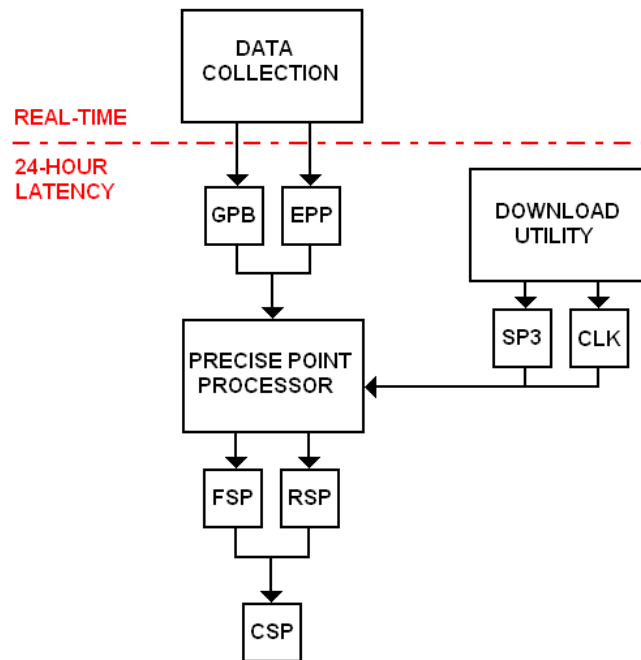 DATA
COLLECTION
REAL-TIME
24-HOUR
LATENCY
GPB
EPP
DOWNLOAD
UTILITY
SP3
CLK
PRECISE POINT
PROCESSOR
FSP
RSP
CSP